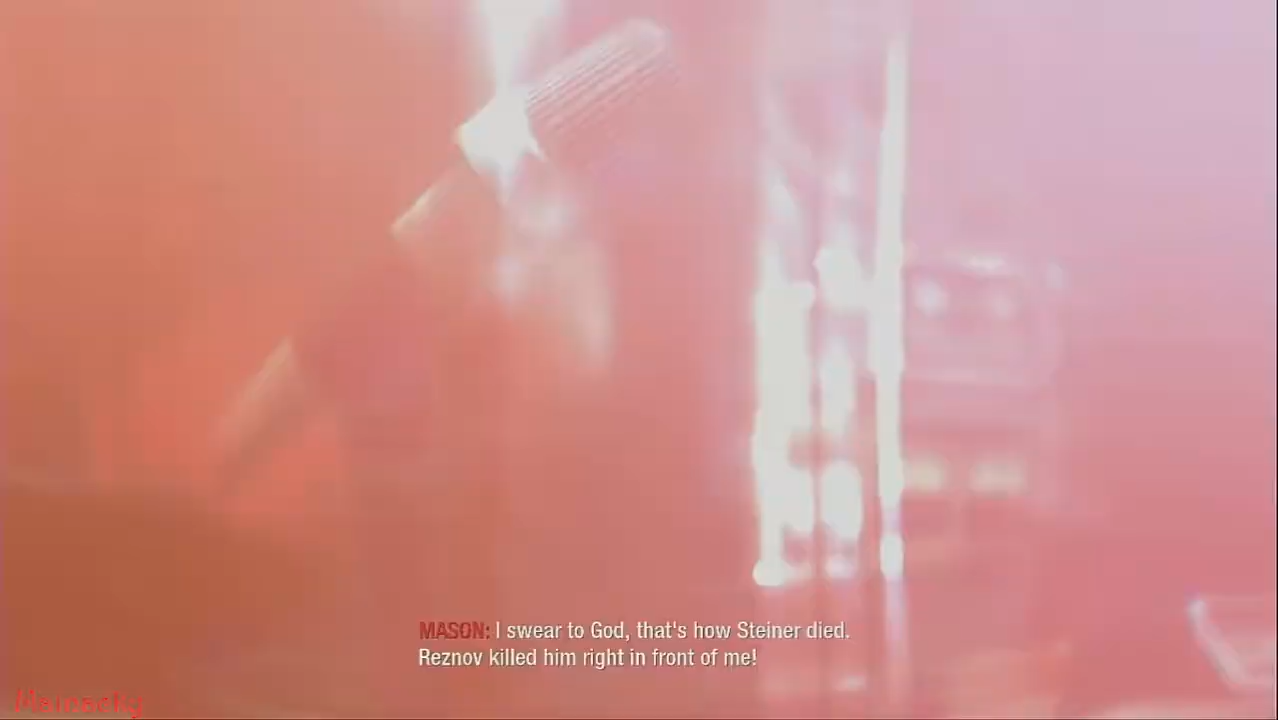 MASON: I swear to God, that's how Steiner died.
Reznov killed him right in front of me!